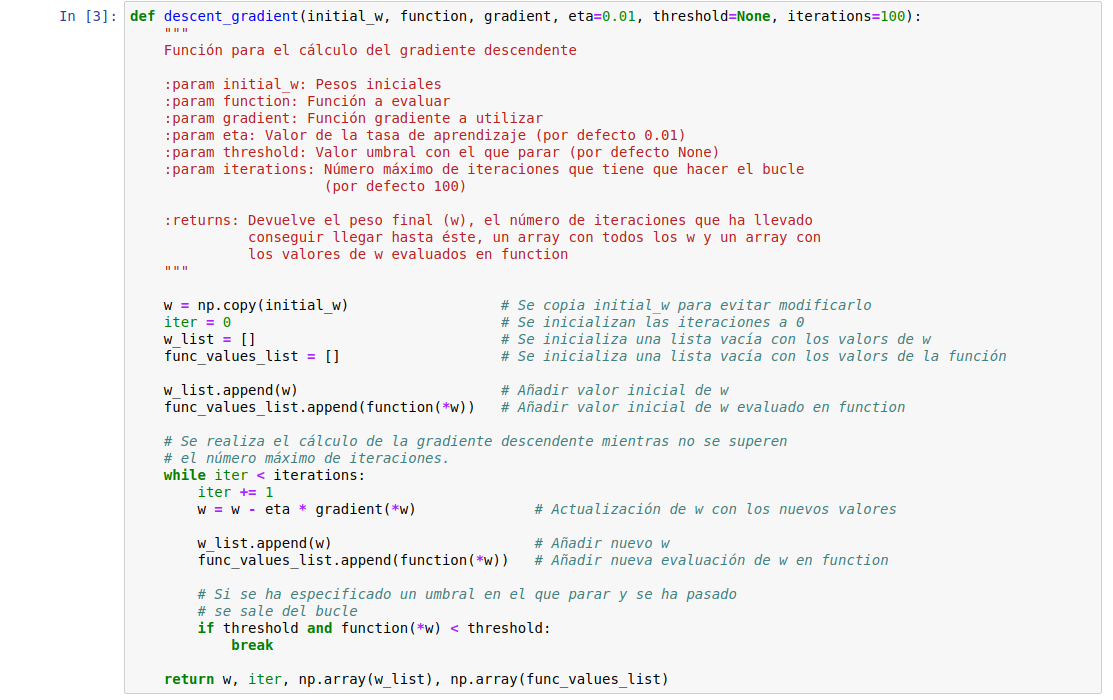 In [3]: def descent_gradient(initial_w, function, gradient, eta=0.01, threshold=None, iterations=100):
    """
    Función para el cálculo del gradiente descendente

    :param initial_w: Pesos iniciales
    :param function: Función a evaluar
    :param gradient: Función gradiente a utilizar
    :param eta: Valor de la tasa de aprendizaje (por defecto 0.01)
    :param threshold: Valor umbral con el que parar (por defecto None)
    :param iterations: Número máximo de iteraciones que tiene que hacer el bucle
                       (por defecto 100)

    :returns: Devuelve el peso final (w), el número de iteraciones que ha llevado
              conseguir llegar hasta éste, un array con todos los w y un array con
              los valores de w evaluados en function
    """

    w = np.copy(initial_w)                  # Se copia initial_w para evitar modificarlo
    iter = 0                                # Se inicializan las iteraciones a 0
    w_list = []                             # Se inicializa una lista vacía con los valors de w
    func_values_list = []                   # Se inicializa una lista vacía con los valors de la función

    w_list.append(w)                        # Añadir valor inicial de w
    func_values_list.append(function(*w))   # Añadir valor inicial de w evaluado en function

    # Se realiza el cálculo de la gradiente descendente mientras no se superen
    # el número máximo de iteraciones.
    while iter < iterations:
        iter += 1
        w = w - eta * gradient(*w)              # Actualización de w con los nuevos valores

        w_list.append(w)                        # Añadir nuevo w
        func_values_list.append(function(*w))   # Añadir nueva evaluación de w en function

        # Si se ha especificado un umbral en el que parar y se ha pasado
        # se sale del bucle
        if threshold and function(*w) < threshold:
            break

    return w, iter, np.array(w_list), np.array(func_values_list)